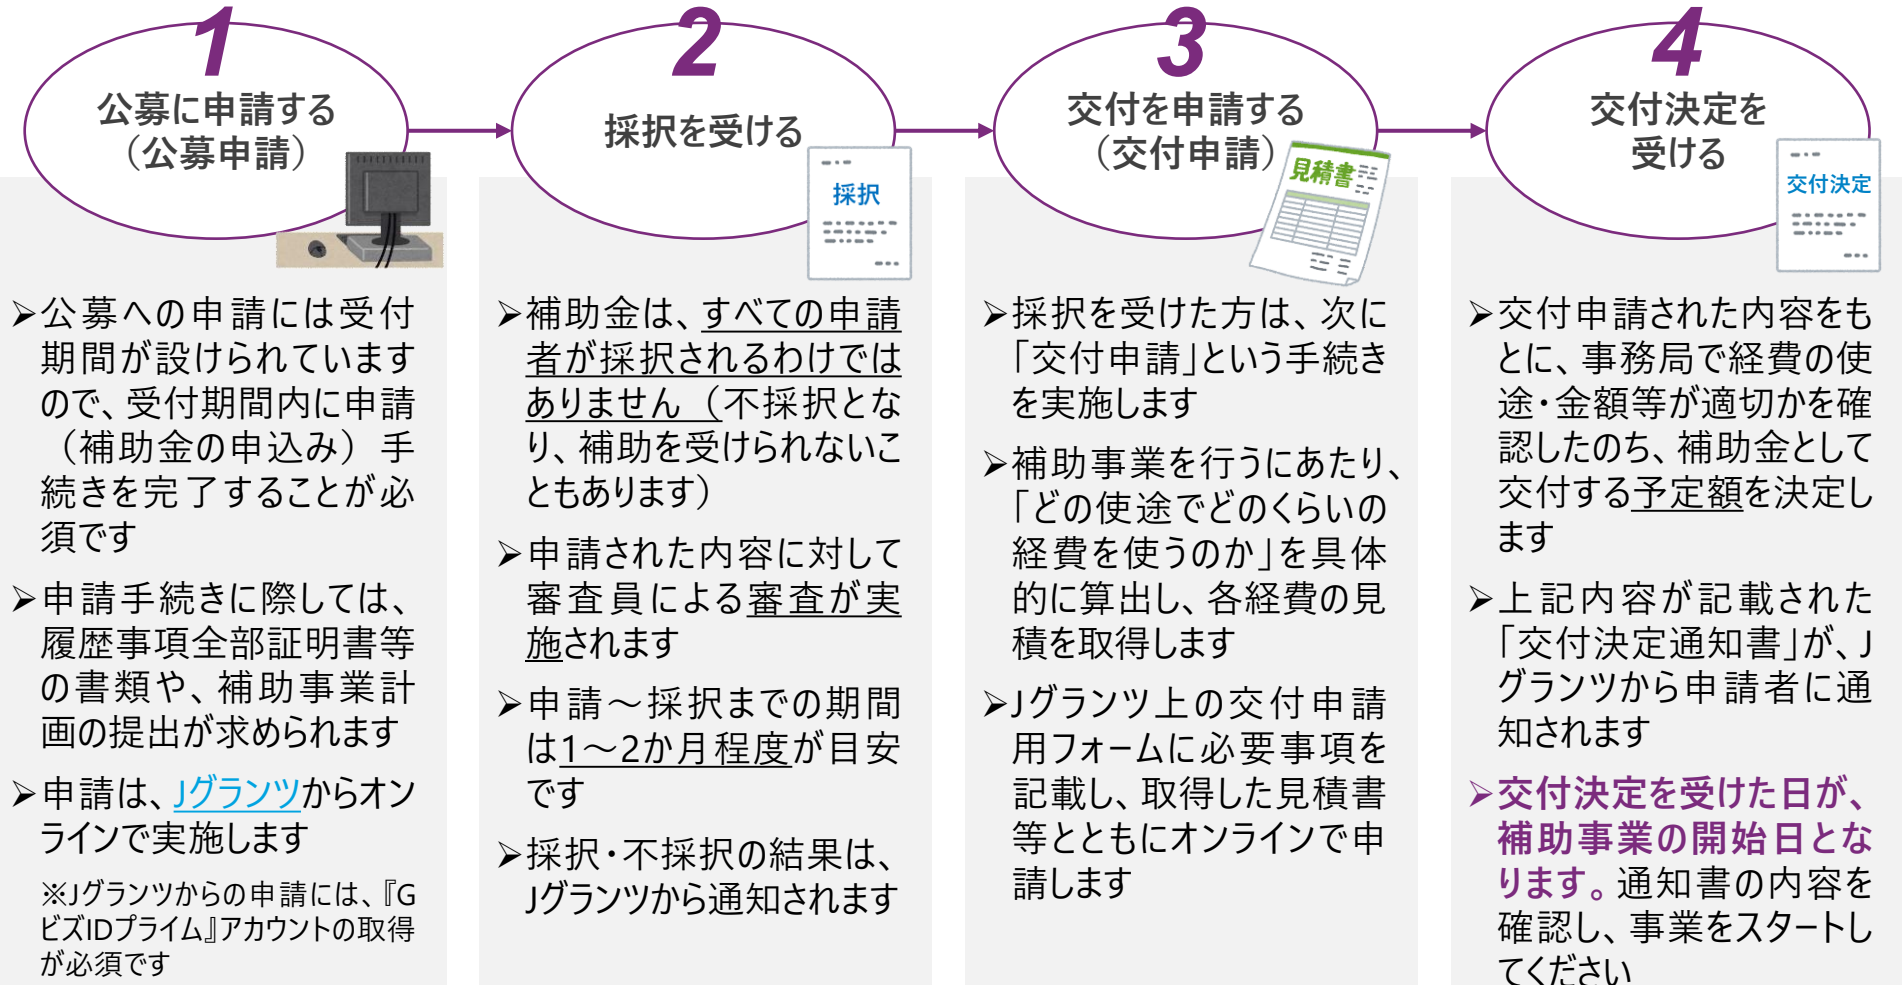 1
公募に申請する
（公募申請）
➢公募への申請には受付
期間が設けられています
ので、受付期間内に申請
（補助金の申込み）手
続きを完了することが必
須です
➢申請手続きに際しては、
履歴事項全部証明書等
の書類や、補助事業計
画の提出が求められます
➢申請は、Jグランツからオン
ラインで実施します
※Jグランツからの申請には、『G
ビズIDプライム』アカウントの取得
が必須です
2
採択を受ける
採択
➢補助金は、すべての申請
者が採択されるわけでは
ありません（不採択とな
り、補助を受けられないこ
ともあります）
➢申請された内容に対して
審査員による審査が実
施されます
➢申請～採択までの期間
は1～2か月程度が目安
です
➢採択・不採択の結果は、
Jグランツから通知されます
3
交付を申請する
（交付申請）
見積書
➢採択を受けた方は、次に
「交付申請」という手続き
を実施します
➢補助事業を行うにあたり、
「どの使途でどのくらいの
経費を使うのか」を具体
的に算出し、各経費の見
積を取得します
➢Jグランツ上の交付申請
用フォームに必要事項を
記載し、取得した見積書
等とともにオンラインで申
請します
4
交付決定を
受ける
交付決定
➢交付申請された内容をも
とに、事務局で経費の使
途・金額等が適切かを確
認したのち、補助金として
交付する予定額を決定し
ます
➢上記内容が記載された
「交付決定通知書」が、J
グランツから申請者に通
知されます
➢交付決定を受けた日が、
補助事業の開始日とな
ります。通知書の内容を
確認し、事業をスタートし
てください